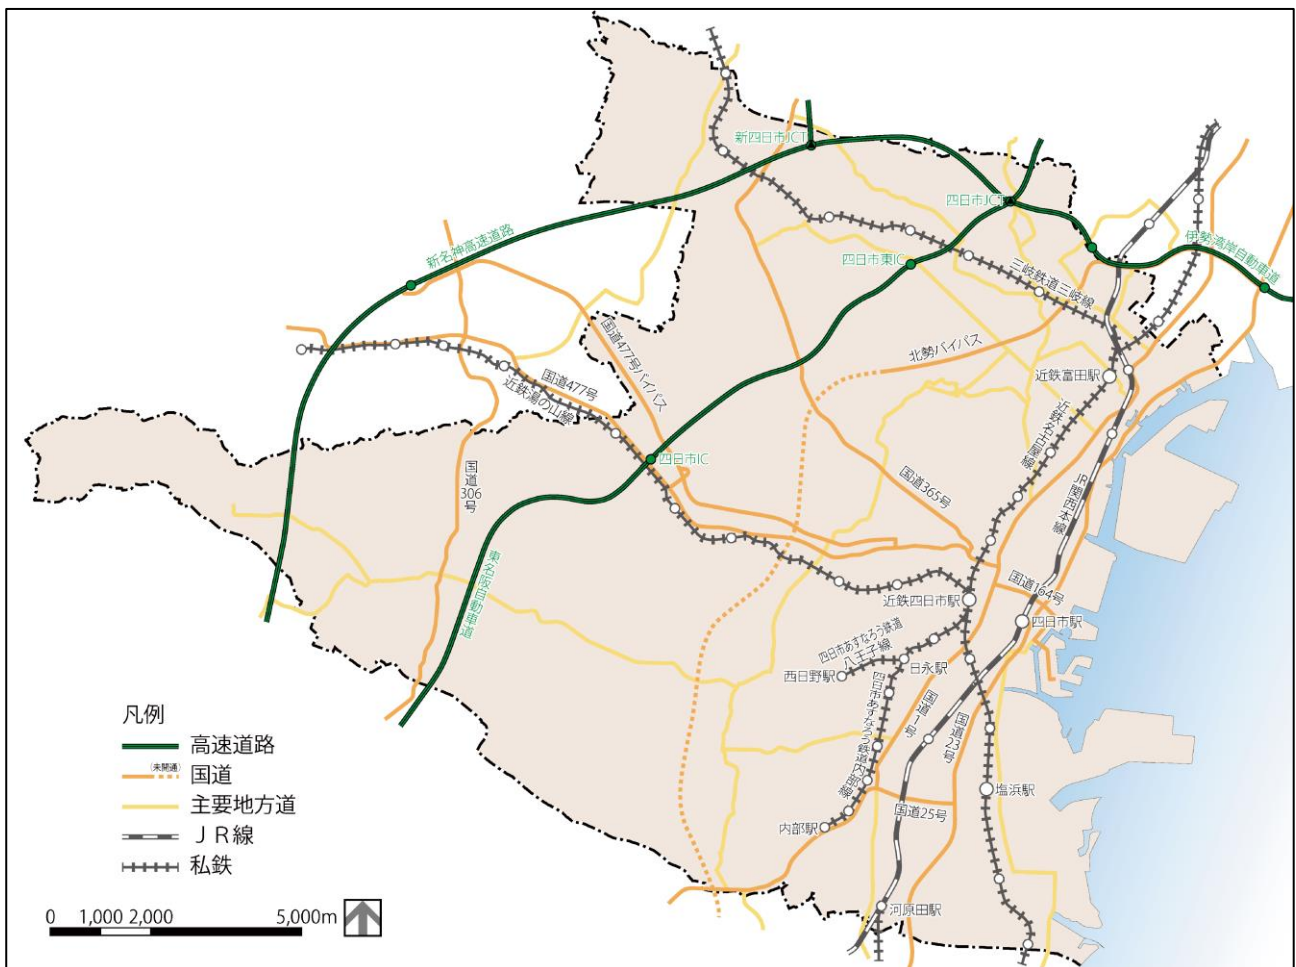 新四日市JCT
四日市JCT
伊勢湾岸自動車道
新名神高速道路
四日市東IC
三岐鉄道三岐線
国道477号バイパス
北勢バイパス
国道477号
近鉄湯の山線
近鉄富田駅
近鉄名古屋線
四日市IC
国道306号
国道365号
JR関西本線
東名阪自動車道
国道164号
近鉄四日市駅
四日市駅
四日市あすなろう鉄道
八王子線
西日野駅
日永駅
四日市あすなろう鉄道内部線
国道1号
国道23号
塩浜駅
国道25号
内部駅
河原田駅
凡例
高速道路
(未開通)
国道
主要地方道
JR線
私鉄
0 1,000 2,000 5,000m